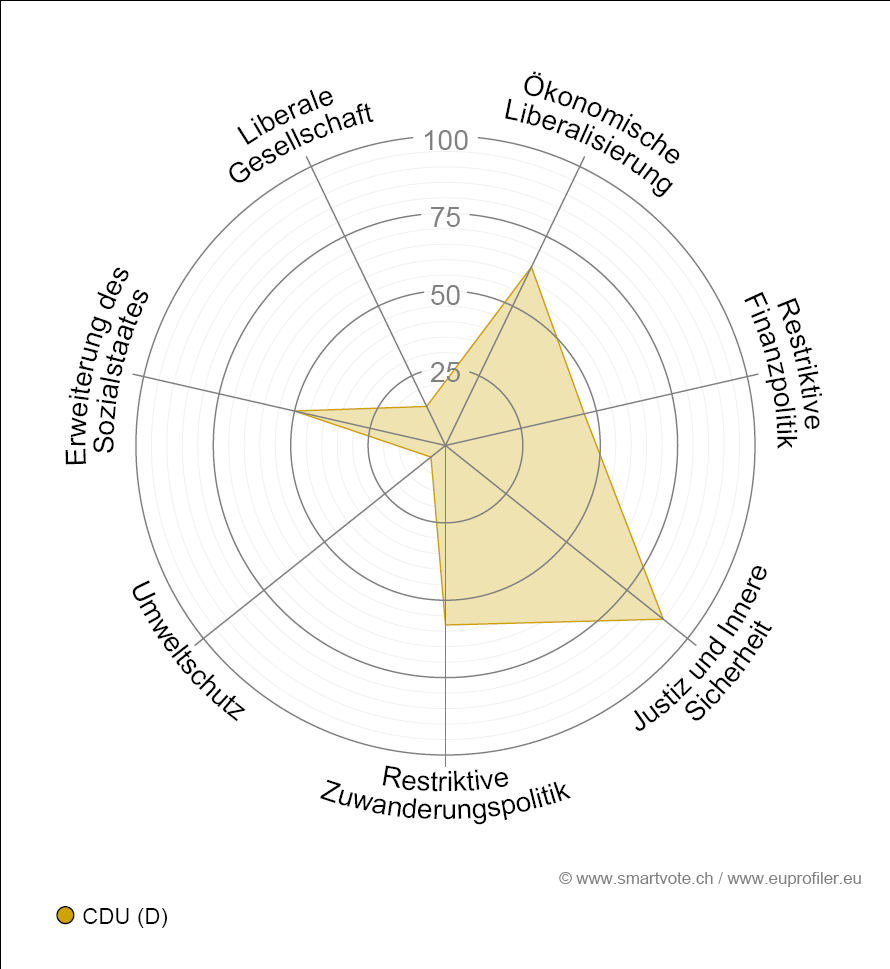 Ökonomische
Liberalisierung
Liberale
Gesellschaft
100
75
50
25
Restriktive
Finanzpolitik
Erweiterung des
Sozialstaates
Justiz und Innere
Sicherheit
Umweltschutz
Restriktive
Zuwanderungspolitik
© www.smartvote.ch / www.euprofiler.eu
CDU (D)